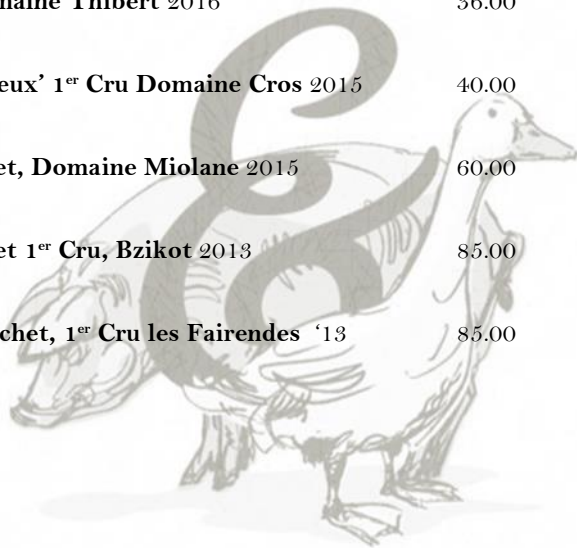 maine Thibert 2016 36.00
eux’ 1er Cru Domaine Cros 2015 40.00
et, Domaine Miolane 2015 60.00
et 1er Cru, Bzikot 2013 85.00
chet, 1er Cru les Fairendes ‘13 85.00
&